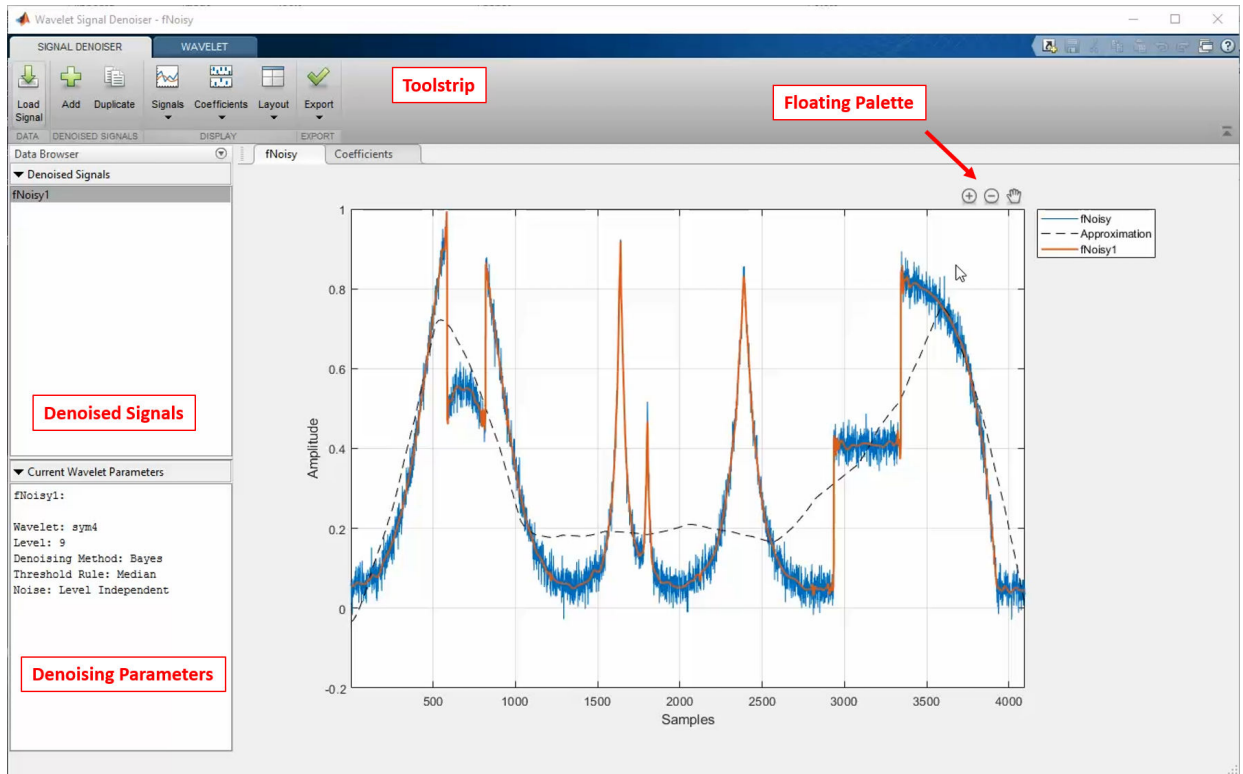 Wavelet Signal Denoiser - fNoisy
SIGNAL DENOISER
WAVELET
Load Signal
Add
Duplicate
Signals
Coefficients
Layout
Export
Toolstrip
Floating Palette
DATA
DENOISED SIGNALS
DISPLAY
EXPORT
Data Browser
fNoisy
Coefficients
Denoised Signals
fNoisy1
Denoised Signals
Current Wavelet Parameters
fNoisy1:
Wavelet: sym4
Level: 9
Denoising Method: Bayes
Threshold Rule: Median
Noise: Level Independent
Denoising Parameters
fNoisy
Approximation
fNoisy1
Amplitude
1
0.8
0.6
0.4
0.2
0
-0.2
500 1000 1500 2000 2500 3000 3500 4000
Samples